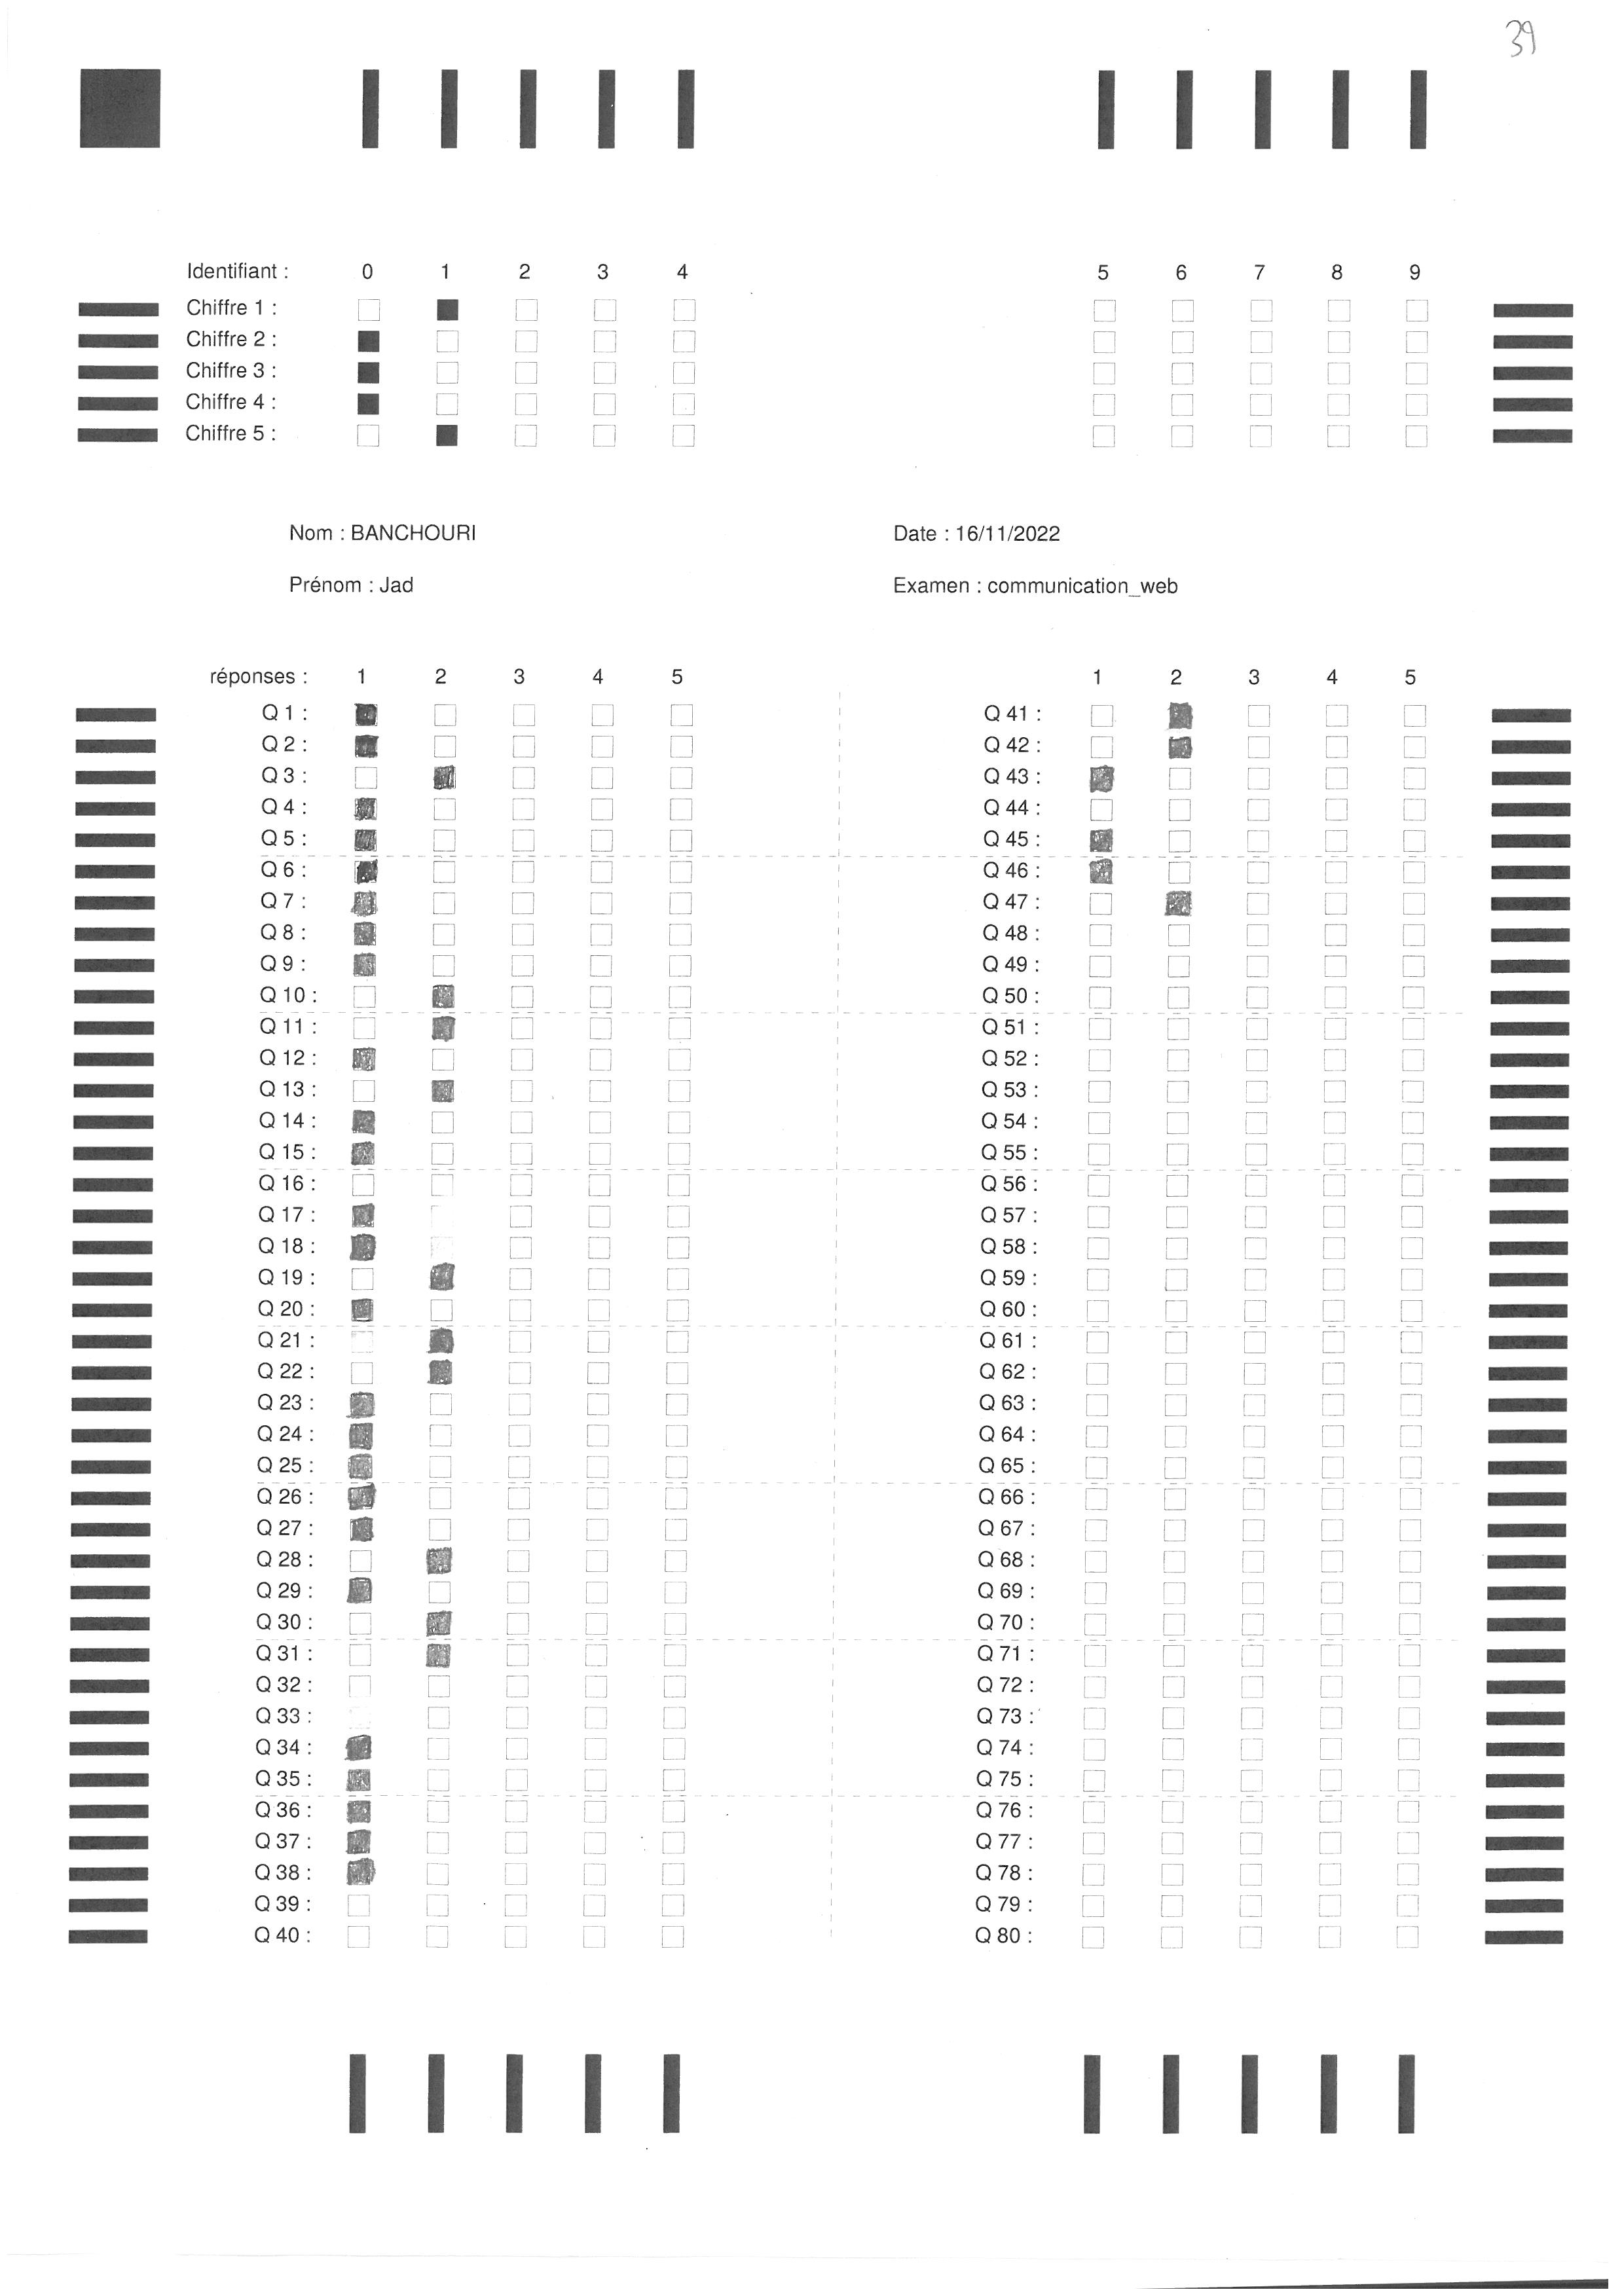 39
Identifiant : 0 1 2 3 4 5 6 7 8 9
Chiffre 1 :
Chiffre 2 :
Chiffre 3 :
Chiffre 4 :
Chiffre 5 :
Nom : BANCHOURI
Date : 16/11/2022
Prénom : Jad
Examen : communication_web
réponses : 1 2 3 4 5 1 2 3 4 5
Q 1 : Q 41 :
Q 2 : Q 42 :
Q 3 : Q 43 :
Q 4 : Q 44 :
Q 5 : Q 45 :
Q 6 : Q 46 :
Q 7 : Q 47 :
Q 8 : Q 48 :
Q 9 : Q 49 :
Q 10 : Q 50 :
Q 11 : Q 51 :
Q 12 : Q 52 :
Q 13 : Q 53 :
Q 14 : Q 54 :
Q 15 : Q 55 :
Q 16 : Q 56 :
Q 17 : Q 57 :
Q 18 : Q 58 :
Q 19 : Q 59 :
Q 20 : Q 60 :
Q 21 : Q 61 :
Q 22 : Q 62 :
Q 23 : Q 63 :
Q 24 : Q 64 :
Q 25 : Q 65 :
Q 26 : Q 66 :
Q 27 : Q 67 :
Q 28 : Q 68 :
Q 29 : Q 69 :
Q 30 : Q 70 :
Q 31 : Q 71 :
Q 32 : Q 72 :
Q 33 : Q 73 :
Q 34 : Q 74 :
Q 35 : Q 75 :
Q 36 : Q 76 :
Q 37 : Q 77 :
Q 38 : Q 78 :
Q 39 : Q 79 :
Q 40 : Q 80 :